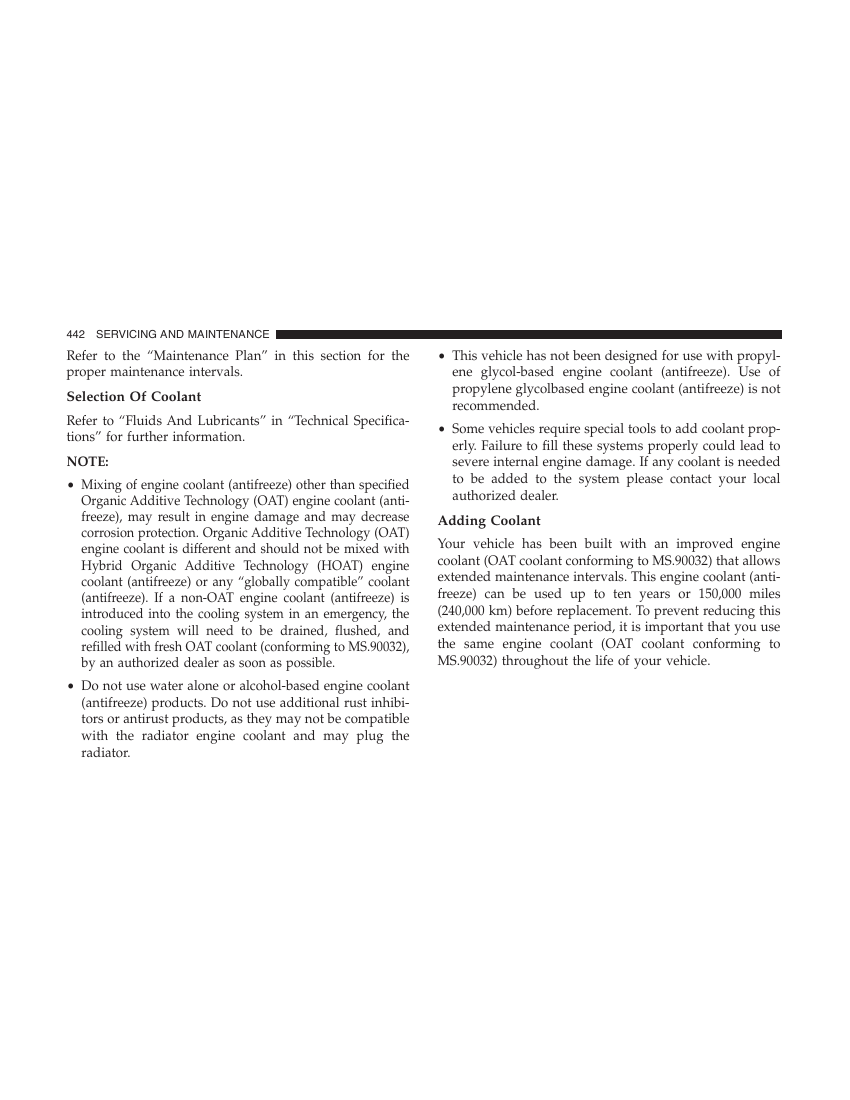 442 SERVICING AND MAINTENANCE
Refer to the “Maintenance Plan” in this section for the
proper maintenance intervals.
Selection Of Coolant
Refer to “Fluids And Lubricants” in “Technical Specifica-
tions” for further information.
NOTE:
• Mixing of engine coolant (antifreeze) other than specified
Organic Additive Technology (OAT) engine coolant (anti-
freeze), may result in engine damage and may decrease
corrosion protection. Organic Additive Technology (OAT)
engine coolant is different and should not be mixed with
Hybrid Organic Additive Technology (HOAT) engine
coolant (antifreeze) or any “globally compatible” coolant
(antifreeze). If a non-OAT engine coolant (antifreeze) is
introduced into the cooling system in an emergency, the
cooling system will need to be drained, flushed, and
refilled with fresh OAT coolant (conforming to MS.90032),
by an authorized dealer as soon as possible.
• Do not use water alone or alcohol-based engine coolant
(antifreeze) products. Do not use additional rust inhibi-
tors or antirust products, as they may not be compatible
with the radiator engine coolant and may plug the
radiator.
• This vehicle has not been designed for use with propyl-
ene glycol-based engine coolant (antifreeze). Use of
propylene glycolbased engine coolant (antifreeze) is not
recommended.
• Some vehicles require special tools to add coolant prop-
erly. Failure to fill these systems properly could lead to
severe internal engine damage. If any coolant is needed
to be added to the system please contact your local
authorized dealer.
Adding Coolant
Your vehicle has been built with an improved engine
coolant (OAT coolant conforming to MS.90032) that allows
extended maintenance intervals. This engine coolant (anti-
freeze) can be used up to ten years or 150,000 miles
(240,000 km) before replacement. To prevent reducing this
extended maintenance period, it is important that you use
the same engine coolant (OAT coolant conforming to
MS.90032) throughout the life of your vehicle.